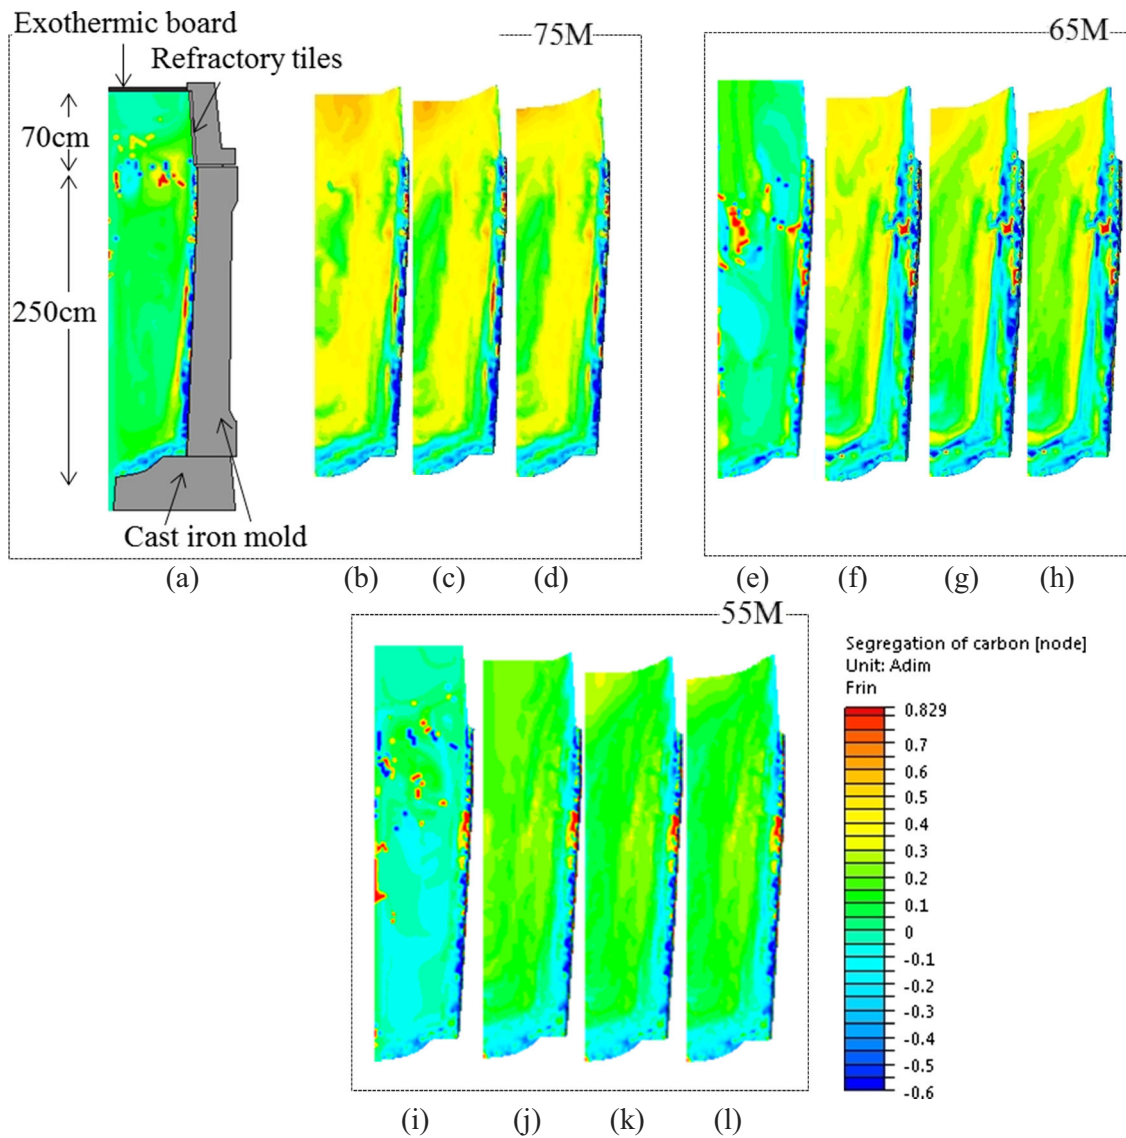 Exothermic board
75M
65M
Refractory tiles
70cm
250cm
Cast iron mold
(a)
(b)
(c)
(d)
(e)
(f)
(g)
(h)
55M
Segregation of carbon [node]
Unit: Adim
Frin
0.829
0.7
0.6
0.5
0.4
0.3
0.2
0.1
0
-0.1
-0.2
-0.3
-0.4
-0.5
-0.6
(i)
(j)
(k)
(l)